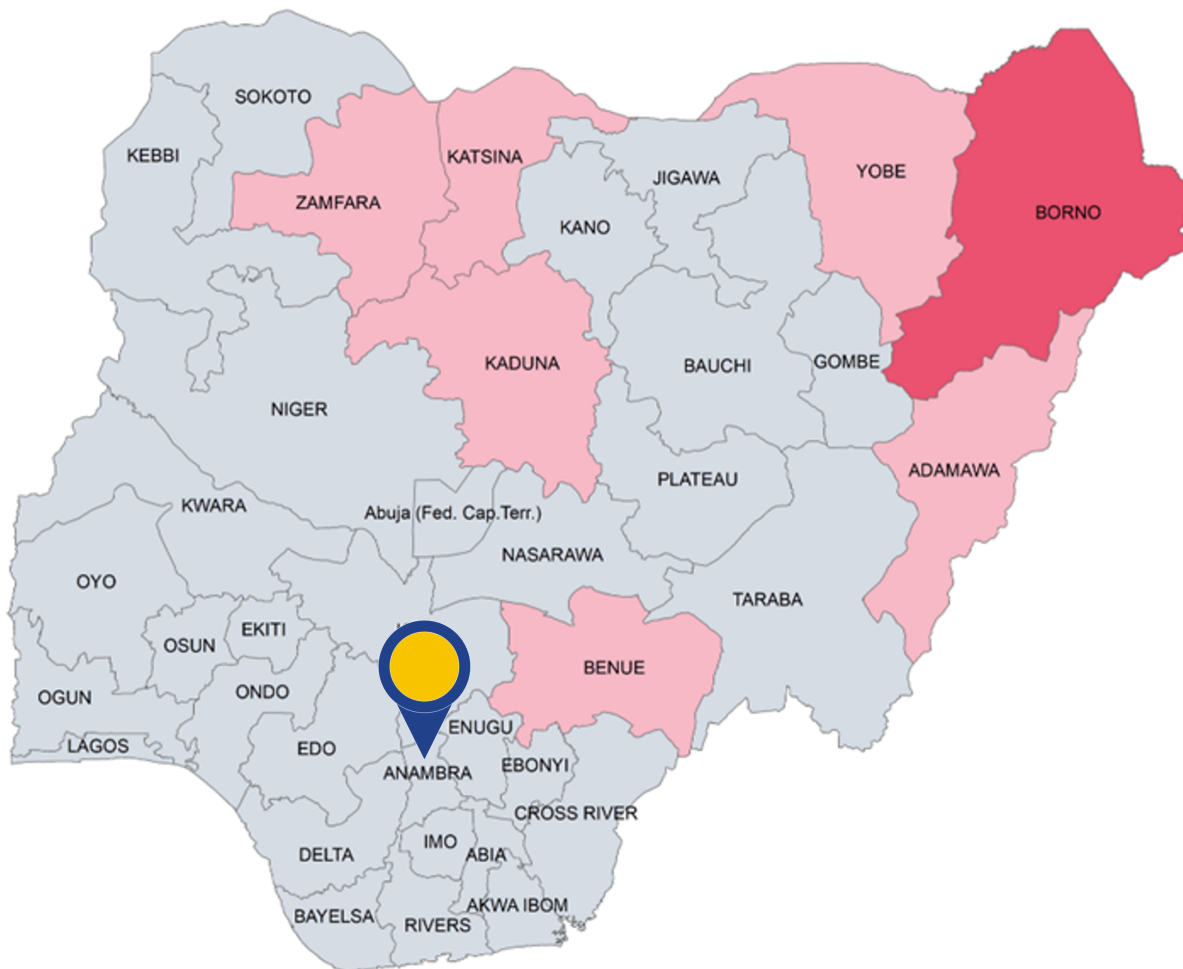 SOKOTO
KEBBI
KATSINA
ZAMFARA
JIGAWA
YOBE
KANO
BORNO
KADUNA
BAUCHI
GOMBE
NIGER
ADAMAWA
PLATEAU
KWARA
Abuja (Fed. Cap.Terr.)
NASARAWA
OYO
TARABA
OSUN
EKITI
BENUE
OGUN
ONDO
ENUGU
LAGOS
EDO
EBONYI
ANAMBRA
CROSS RIVER
IMO
DELTA
ABIA
BAYELSA
RIVERS
AKWA IBOM